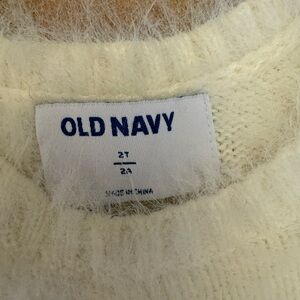 OLD NAVY
2T
2A
MADE IN CHINA